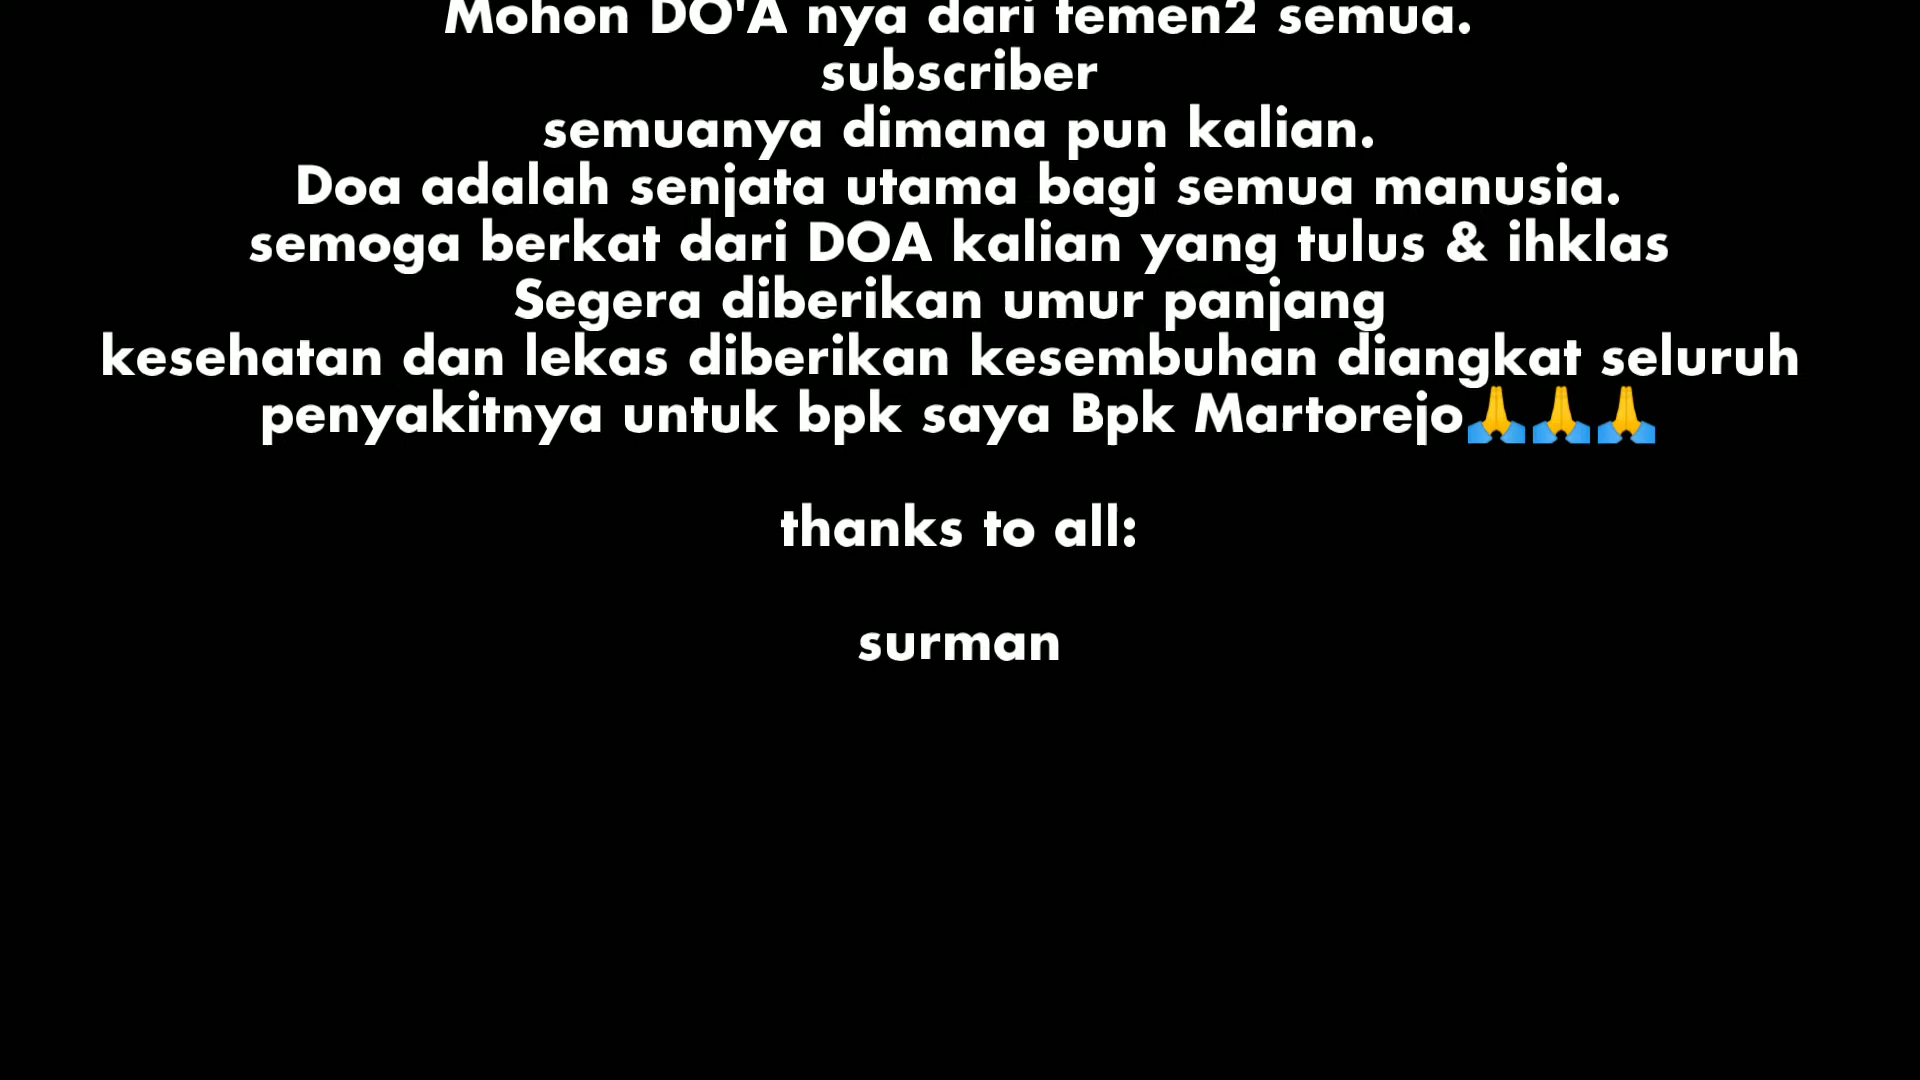 Mohon DO'A nya dari temen2 semua.
subscriber
semuanya dimana pun kalian.
Doa adalah senjata utama bagi semua manusia.
semoga berkat dari DOA kalian yang tulus & ihklas
Segera diberikan umur panjang
kesehatan dan lekas diberikan kesembuhan diangkat seluruh
penyakitnya untuk bpk saya Bpk Martorejo🙏🙏🙏
thanks to all:
surman